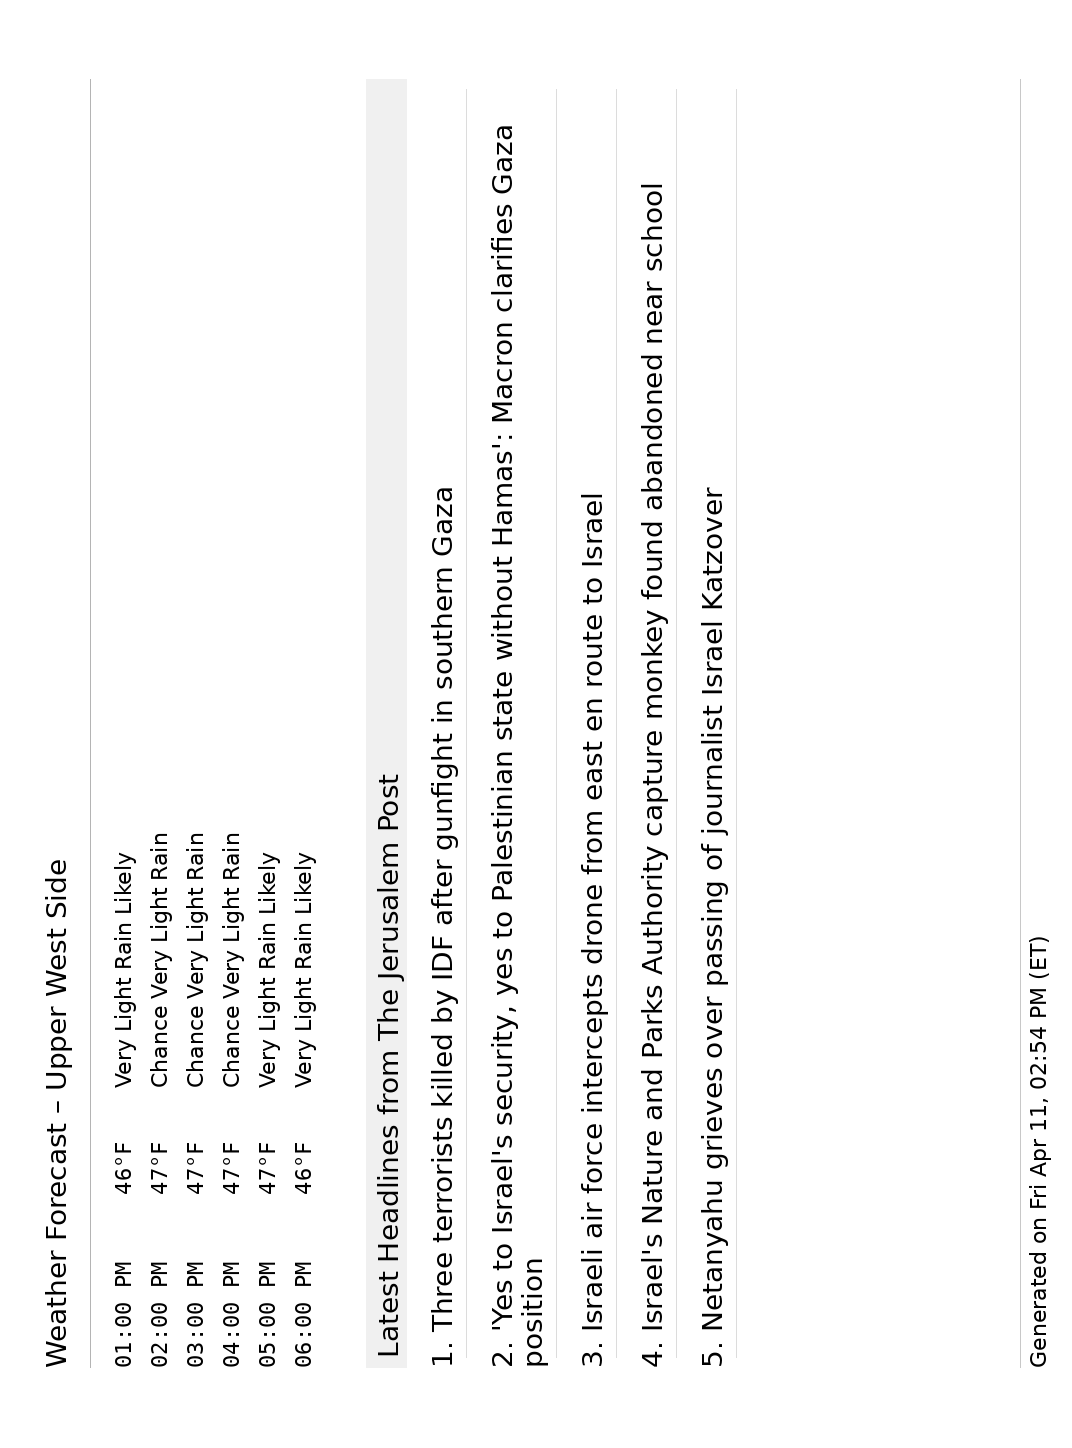 Weather Forecast – Upper West Side
01:00 PM 46°F Very Light Rain Likely
02:00 PM 47°F Chance Very Light Rain
03:00 PM 47°F Chance Very Light Rain
04:00 PM 47°F Chance Very Light Rain
05:00 PM 47°F Very Light Rain Likely
06:00 PM 46°F Very Light Rain Likely
Latest Headlines from The Jerusalem Post
1. Three terrorists killed by IDF after gunfight in southern Gaza
2. 'Yes to Israel's security, yes to Palestinian state without Hamas': Macron clarifies Gaza
position
3. Israeli air force intercepts drone from east en route to Israel
4. Israel's Nature and Parks Authority capture monkey found abandoned near school
5. Netanyahu grieves over passing of journalist Israel Katzover
Generated on Fri Apr 11, 02:54 PM (ET)